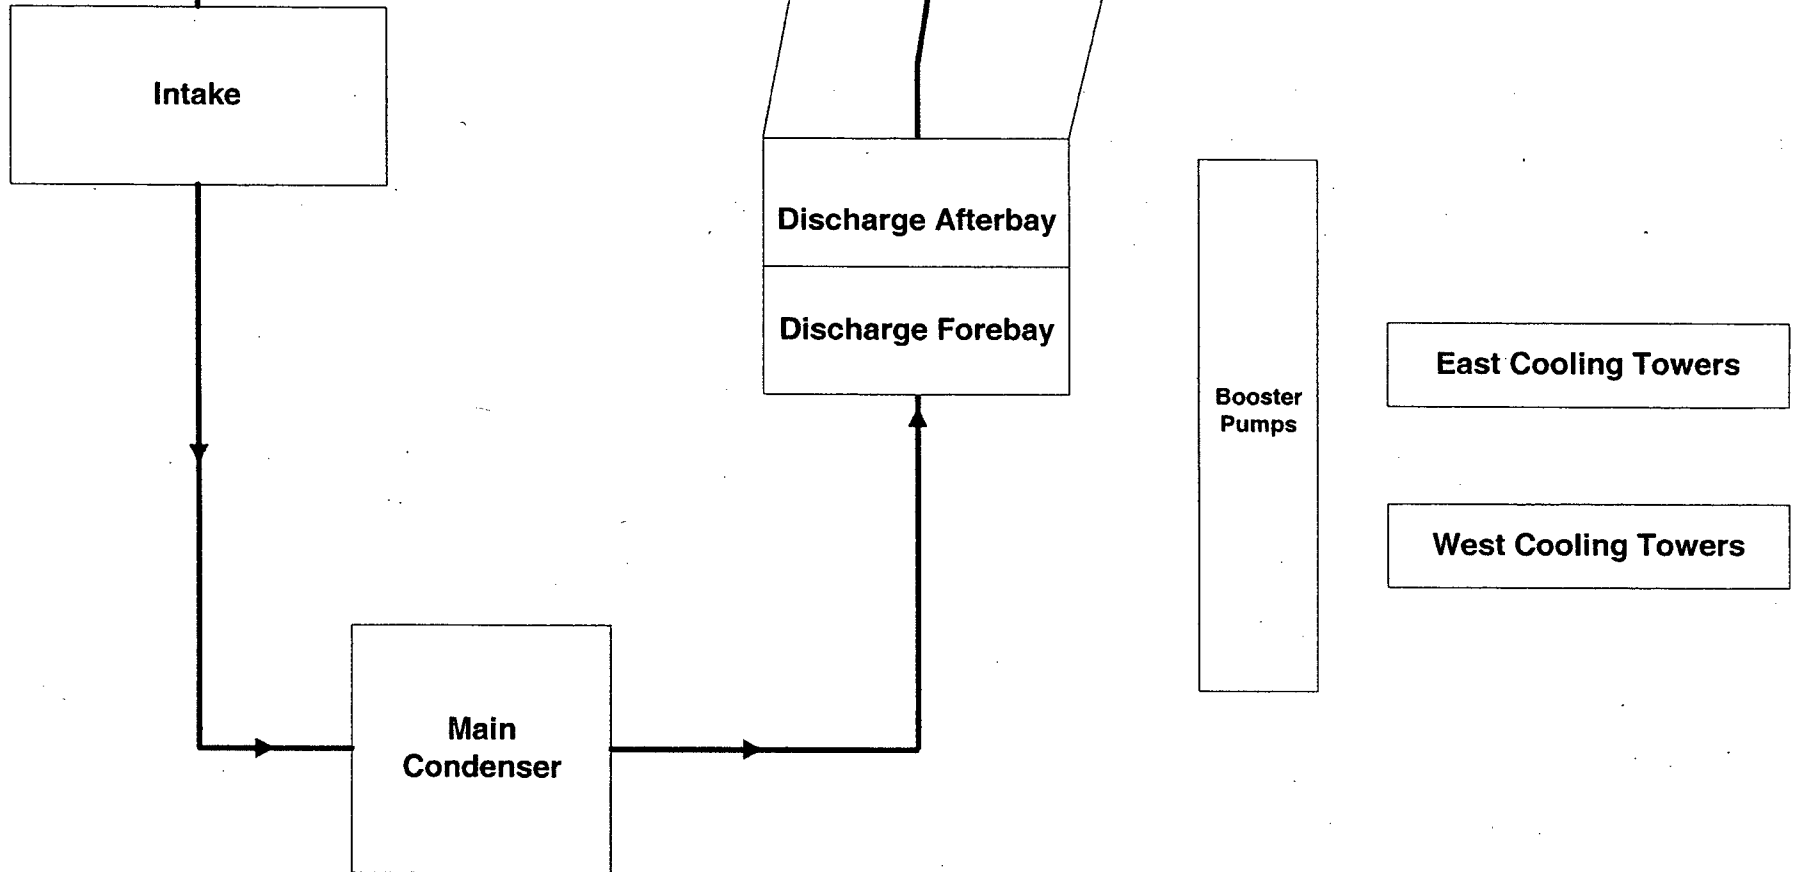 Intake
Discharge Afterbay
Discharge Forebay
Booster
Pumps
East Cooling Towers
West Cooling Towers
Main
Condenser